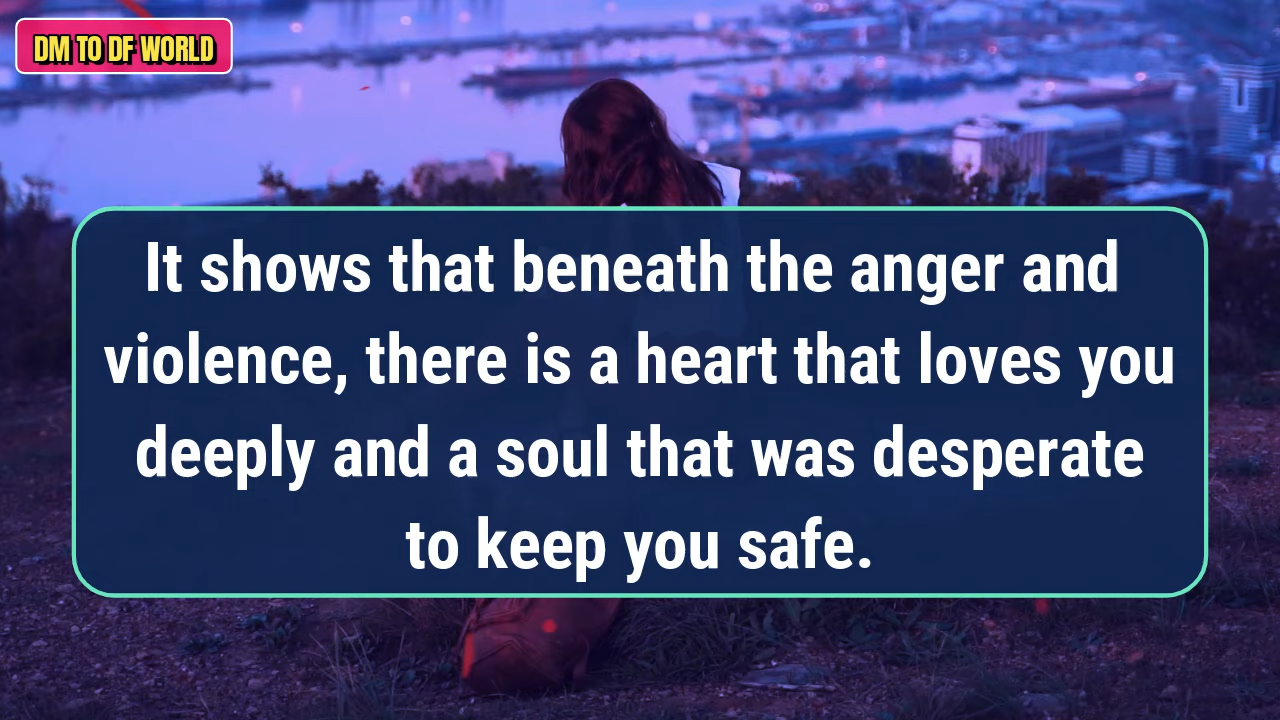 DM TO DF WORLD
It shows that beneath the anger and
violence, there is a heart that loves you
deeply and a soul that was desperate
to keep you safe.